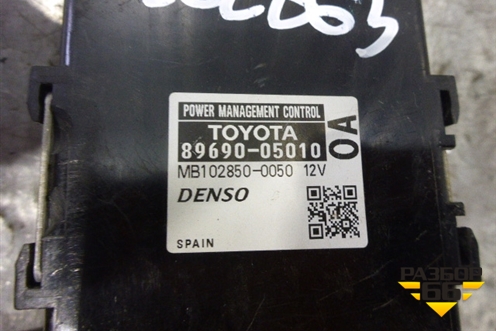 POWER MANAGEMENT CONTROL
TOYOTA
89690-05010
0A
MB102850-0050 12V
DENSO
SPAIN
РАЗБОР
66